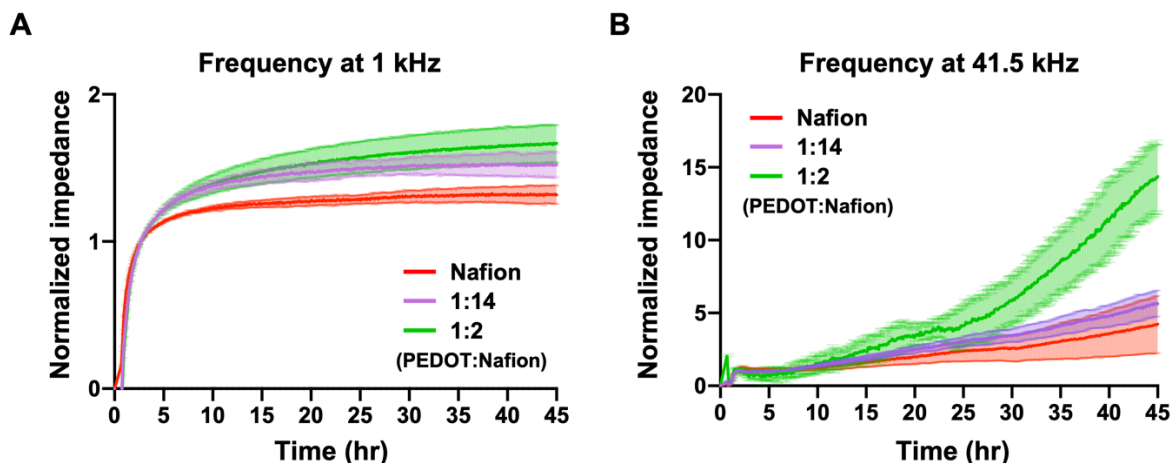 A
Frequency at 1 kHz
Normalized impedance
2
1
0
Nafion
1:14
1:2
(PEDOT:Nafion)
0 5 10 15 20 25 30 35 40 45
Time (hr)
B
Frequency at 41.5 kHz
Normalized impedance
20
15
10
5
0
Nafion
1:14
1:2
(PEDOT:Nafion)
0 5 10 15 20 25 30 35 40 45
Time (hr)